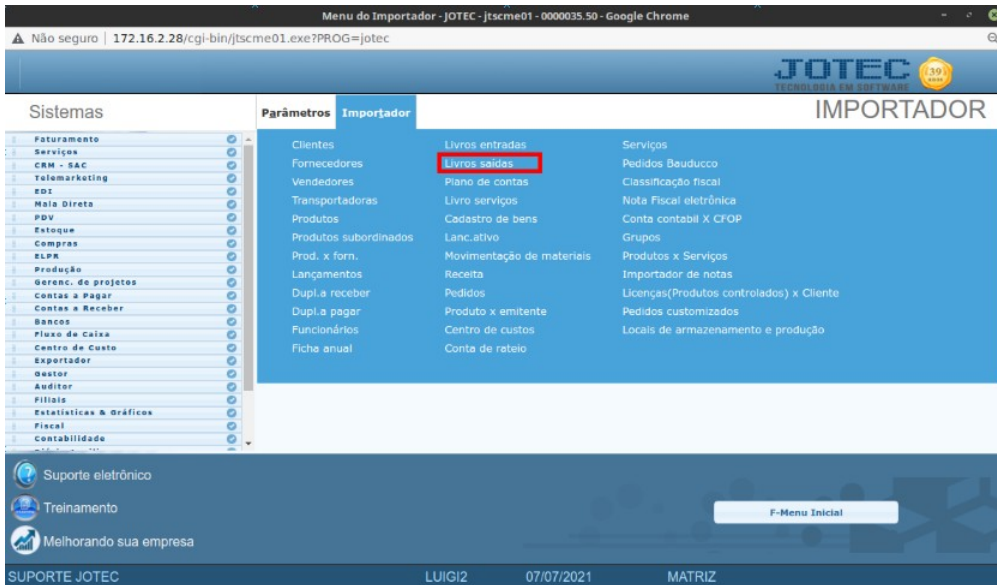 Menu do Importador - JOTEC - jtscme01 - 0000035.50 - Google Chrome
Não seguro | 172.16.2.28/cgi-bin/jtscme01.exe?PROG=jotec
JOTEC
TECNOLOGIA EM SOFTWARE
39
ANOS
Sistemas
Parâmetros
Importador
IMPORTADOR
Faturamento
Serviços
CRM - SAC
Telemarketing
EDI
Mala Direta
PDV
Estoque
Compras
ELPR
Produção
Gerenc. de projetos
Contas a Pagar
Contas a Receber
Bancos
Fluxo de Caixa
Centro de Custo
Exportador
Gestor
Auditor
Filiais
Estatísticas & Gráficos
Fiscal
Contabilidade
Clientes
Fornecedores
Vendedores
Transportadoras
Produtos
Produtos subordinados
Prod. x forn.
Lançamentos
Dupl.a receber
Dupl.a pagar
Funcionários
Ficha anual
Livros entradas
Livros saídas
Plano de contas
Livro serviços
Cadastro de bens
Lanc.ativo
Movimentação de materiais
Receita
Pedidos
Produto x emitente
Centro de custos
Conta de rateio
Serviços
Pedidos Bauducco
Classificação fiscal
Nota Fiscal eletrônica
Conta contabil X CFOP
Grupos
Produtos x Serviços
Importador de notas
Licenças(Produtos controlados) x Cliente
Pedidos customizados
Locais de armazenamento e produção
Suporte eletrônico
Treinamento
Melhorando sua empresa
F-Menu Inicial
SUPORTE JOTEC
LUIGI2
07/07/2021
MATRIZ